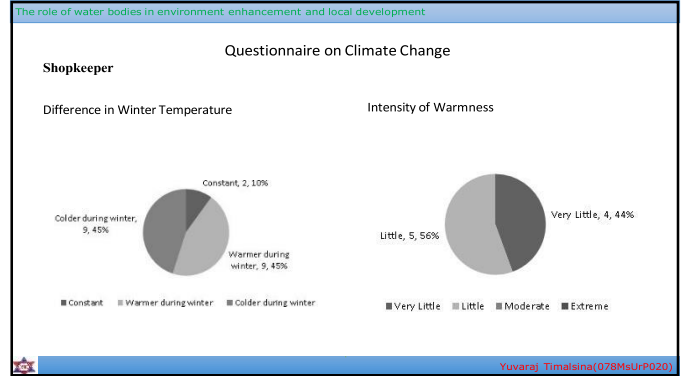 The role of water bodies in environment enhancement and local development
Questionnaire on Climate Change
Shopkeeper
Difference in Winter Temperature
Intensity of Warmness
Constant, 2, 10%
Colder during winter,
9, 45%
Warmer during
winter, 9, 45%
Constant Warmer during winter Colder during winter
Very Little, 4, 44%
Little, 5, 56%
Very Little Little Moderate Extreme
Yuvaraj Timalsina(078MsUrP020)